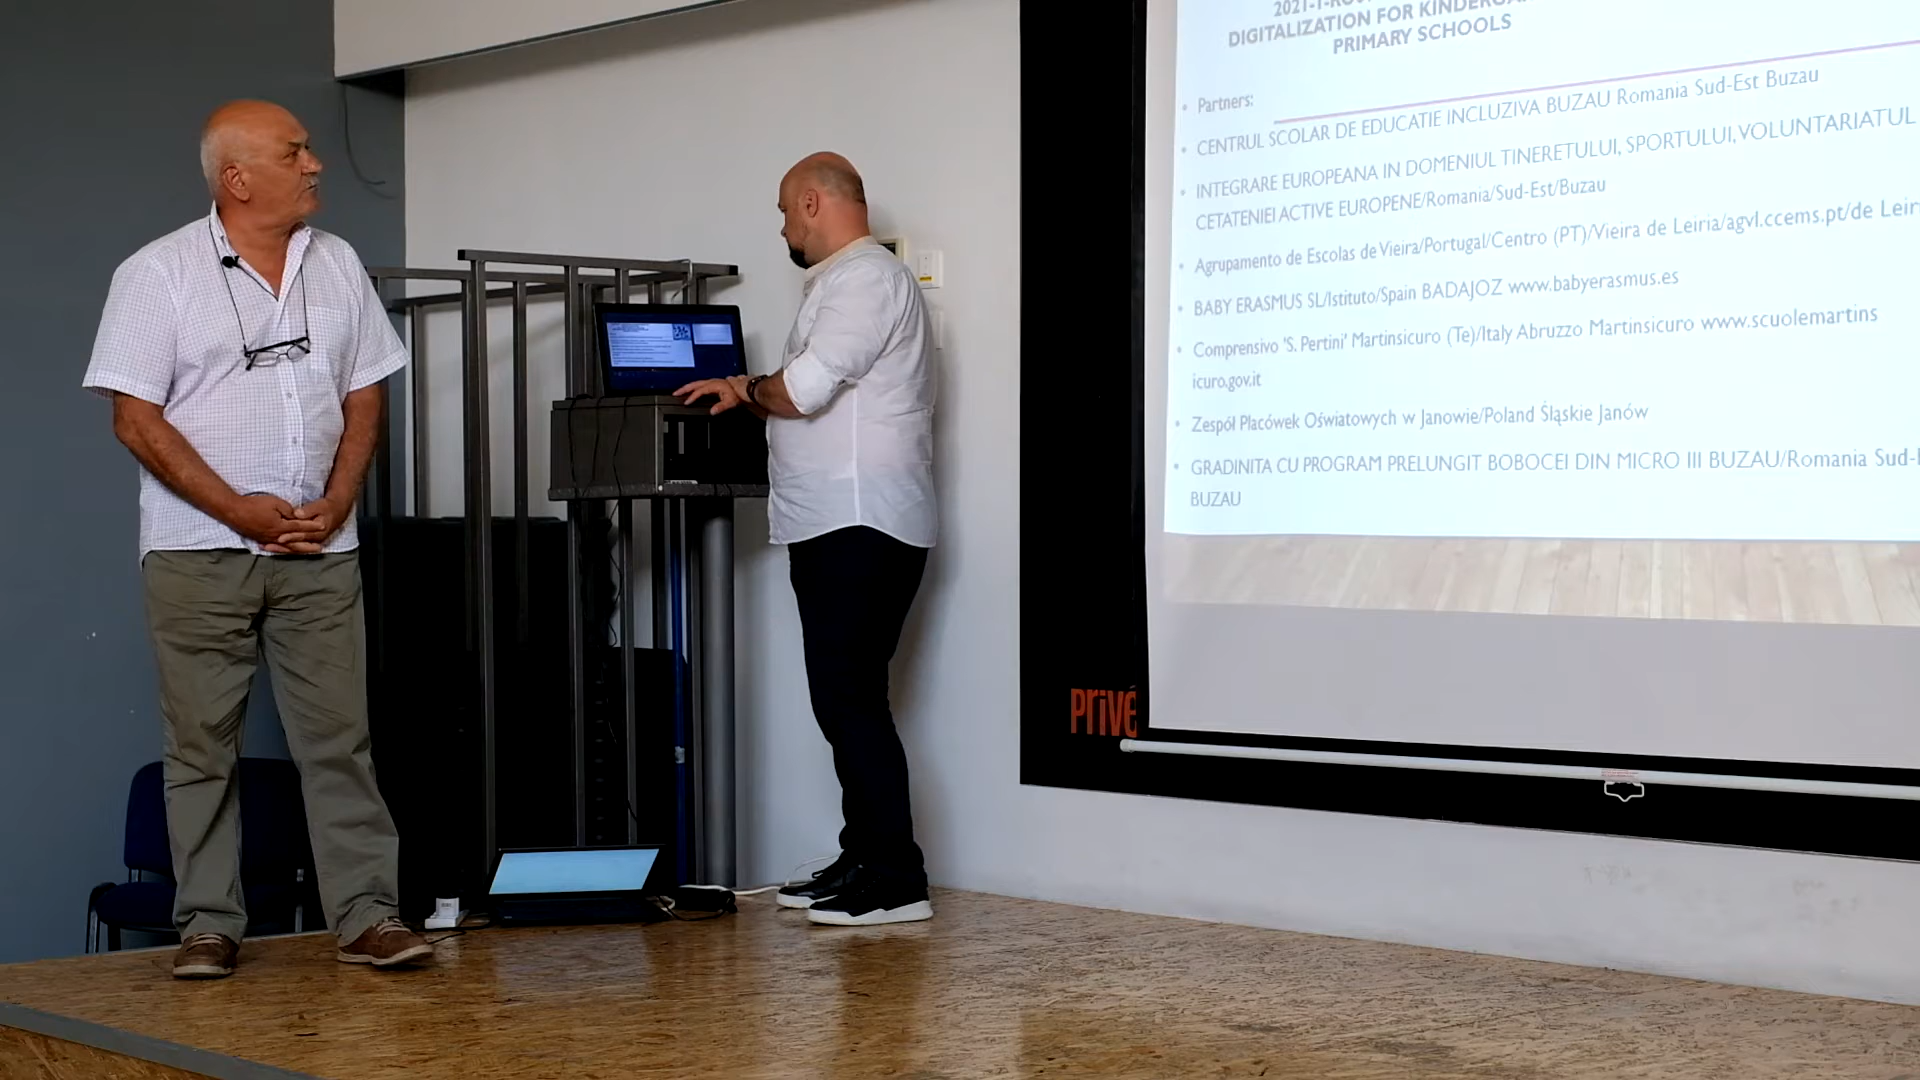 DIGITALIZATION FOR
PRIMARY SCHOOLS
Partners:
CENTRUL SCOLAR DE EDUCATIE INCLUZIVA BUZAU Romania Sud-Est Buzau
INTEGRARE EUROPEANA IN DOMENIUL TINERETULUI, SPORTULUI, VOLUNTARIATUL
CETATENIEI ACTIVE EUROPENE/Romania/Sud-Est/Buzau
Agrupamento de Escolas de Vieira/Portugal/Centro (PT)/Vieira de Leiria/agvl.ccems.pt/de
BABY ERASMUS SL/Istituto/Spain BADAJOZ www.babyerasmus.es
Comprensivo 'S. Pertini' Martinsicuro (Te)/Italy Abruzzo Martinsicuro www.scuolemartins
icuro.gov.it
Zespół Placówek Oświatowych w Janowie/Poland Śląskie Janów
GRADINITA CU PROGRAM PRELUNGIT BOBOCEI DIN MICRO III BUZAU/Romania Sud-
BUZAU
privé